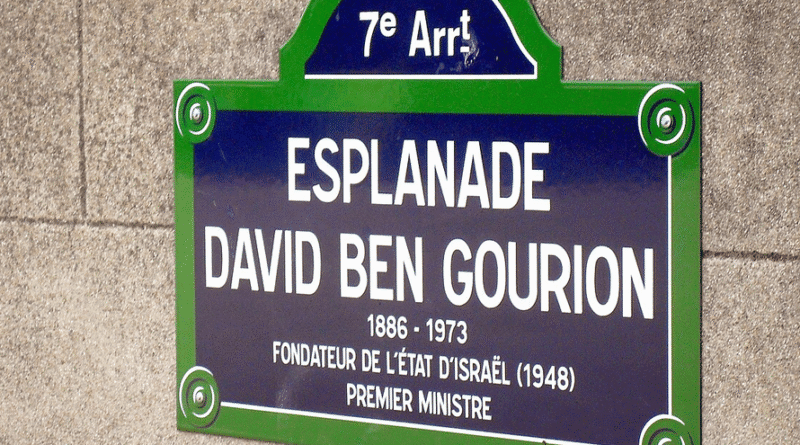 7e Arrt
ESPLANADE
DAVID BEN GOURION
1886 - 1973
FONDATEUR DE L'ÉTAT D'ISRAËL (1948)
PREMIER MINISTRE